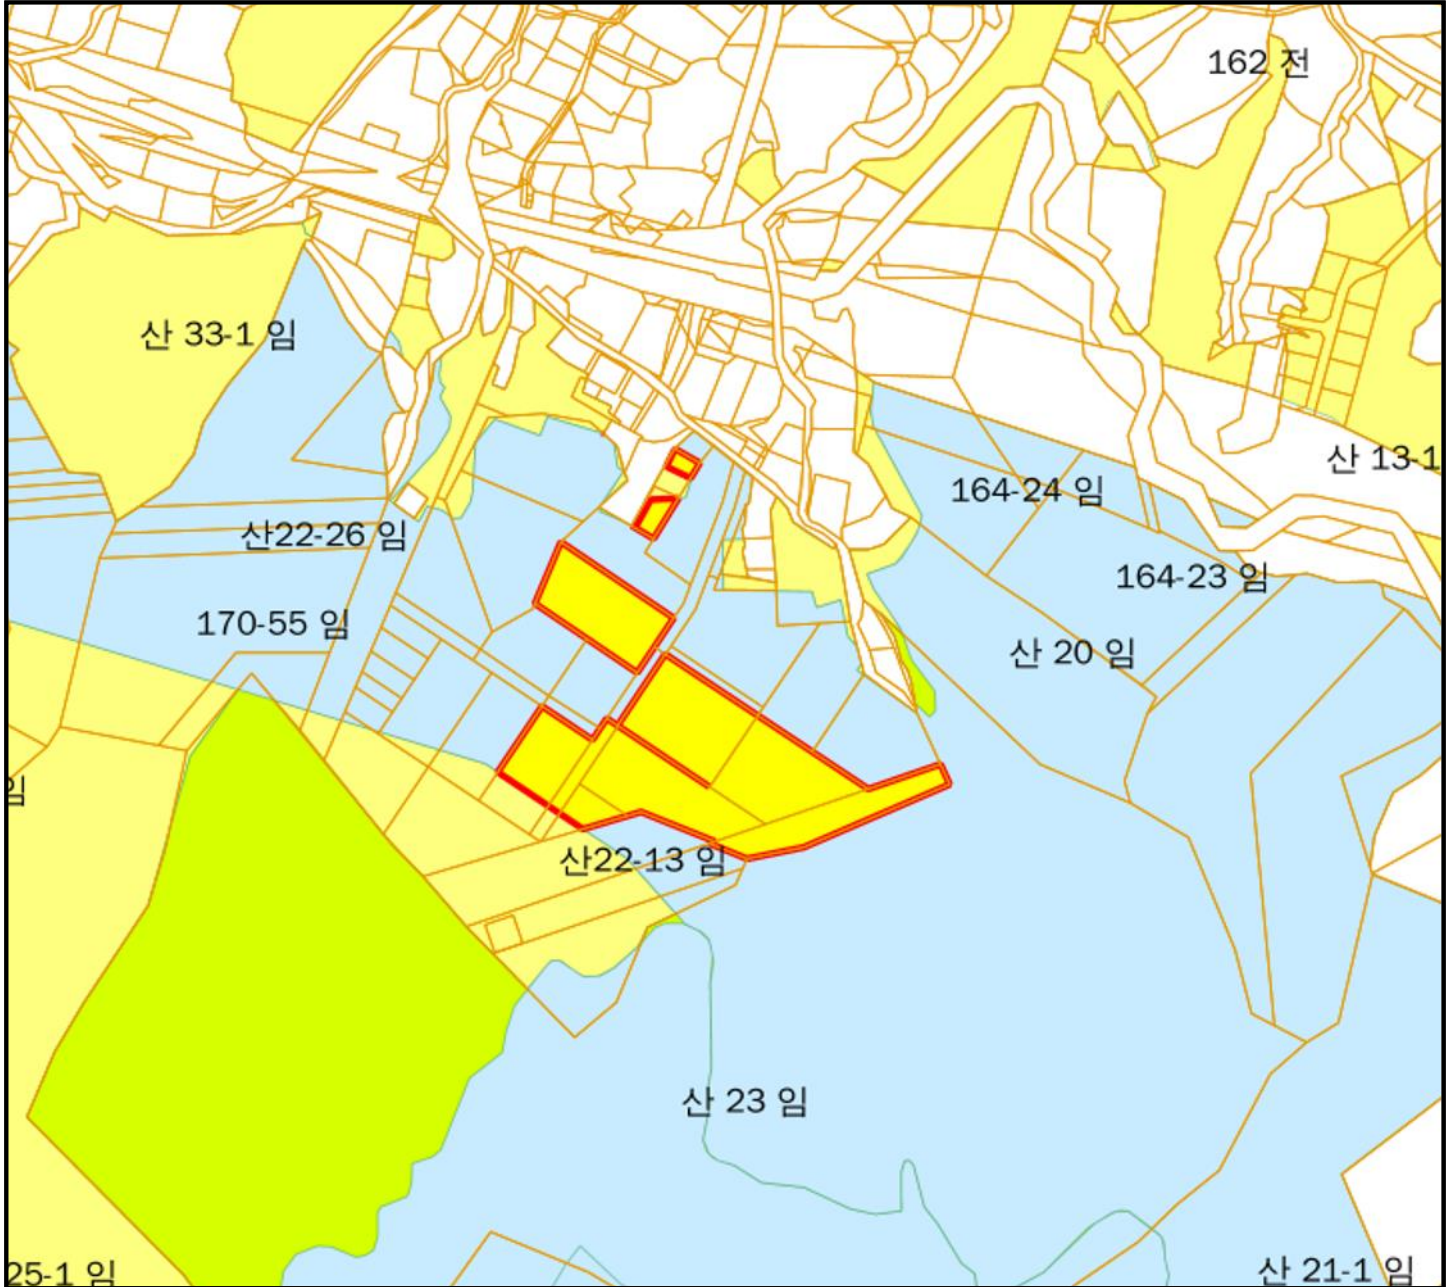 162 전
산 33-1 임
산 13-1
164-24 임
산22-26 임
164-23 임
170-55 임
산 20 임
임
산22-13 임
산 23 임
25-1 임
산 21-1 임